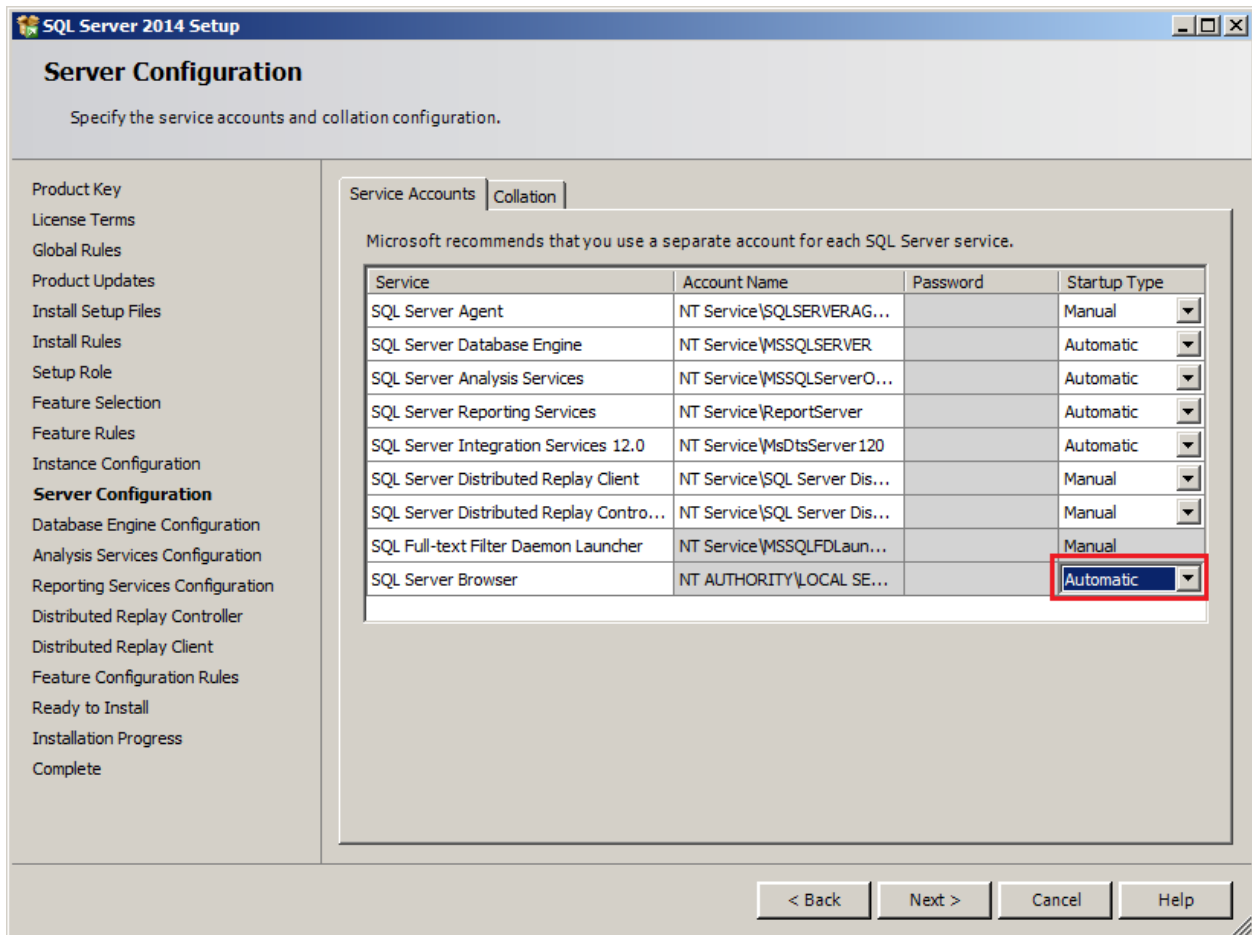 SQL Server 2014 Setup
Server Configuration
Specify the service accounts and collation configuration.
Product Key
License Terms
Global Rules
Product Updates
Install Setup Files
Install Rules
Setup Role
Feature Selection
Feature Rules
Instance Configuration
Server Configuration
Database Engine Configuration
Analysis Services Configuration
Reporting Services Configuration
Distributed Replay Controller
Distributed Replay Client
Feature Configuration Rules
Ready to Install
Installation Progress
Complete
Service Accounts Collation
Microsoft recommends that you use a separate account for each SQL Server service.
Service Account Name Password Startup Type
SQL Server Agent NT Service\SQLSERVERAG... Manual
SQL Server Database Engine NT Service\MSSQLSERVER Automatic
SQL Server Analysis Services NT Service\MSSQLServerO... Automatic
SQL Server Reporting Services NT Service\ReportServer Automatic
SQL Server Integration Services 12.0 NT Service\MsDtsServer120 Automatic
SQL Server Distributed Replay Client NT Service\SQL Server Dis... Manual
SQL Server Distributed Replay Contro... NT Service\SQL Server Dis... Manual
SQL Full-text Filter Daemon Launcher NT Service\MSSQLFDLaun... Manual
SQL Server Browser NT AUTHORITY\LOCAL SE... Automatic
< Back Next > Cancel Help